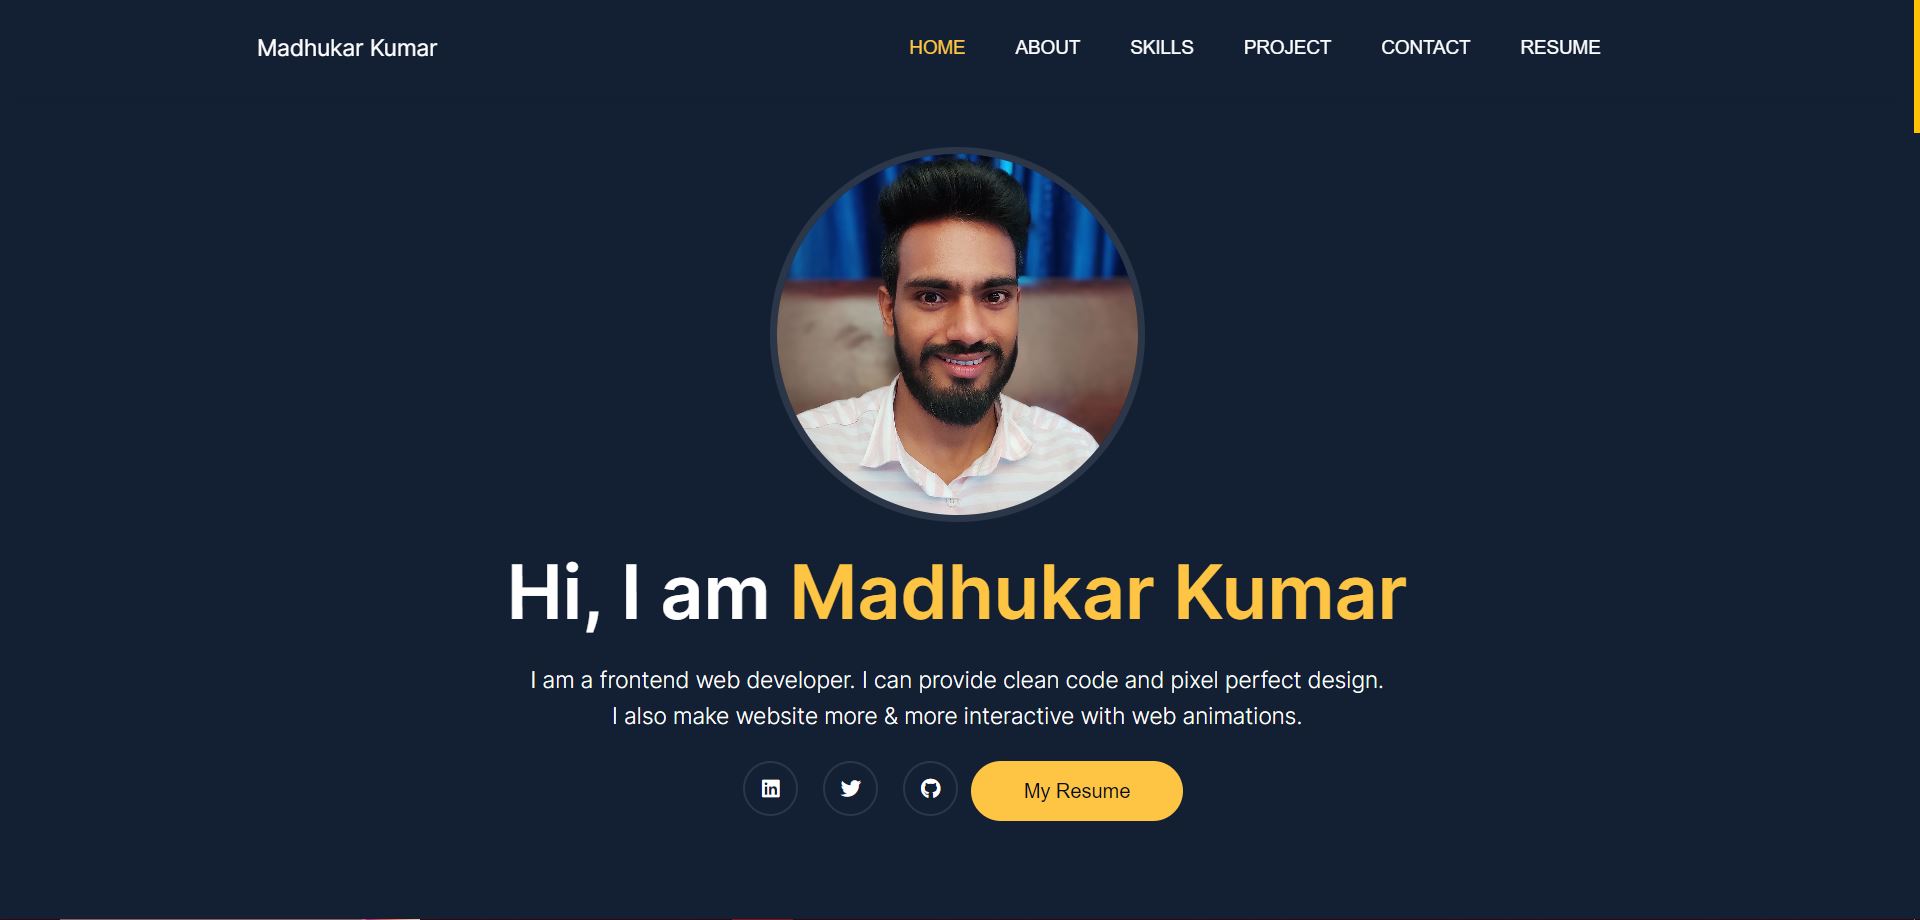 Madhukar Kumar
HOME ABOUT SKILLS PROJECT CONTACT RESUME
Hi, I am Madhukar Kumar
I am a frontend web developer. I can provide clean code and pixel perfect design.
I also make website more & more interactive with web animations.
My Resume